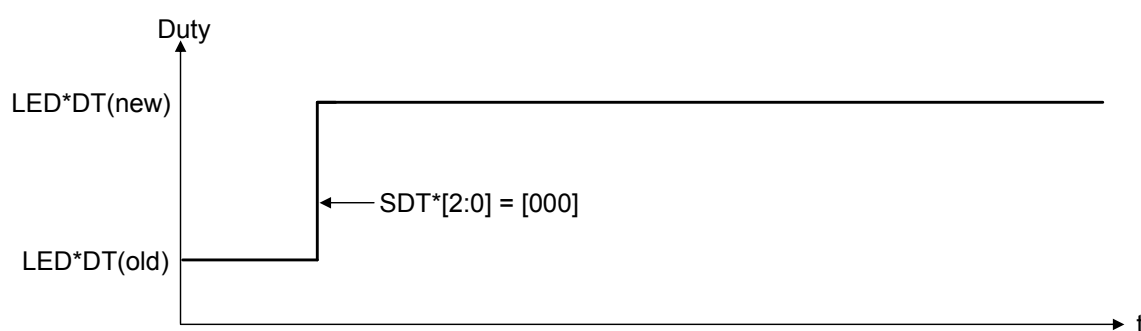 Duty
LED*DT(new)
SDT*[2:0] = [000]
LED*DT(old)
t